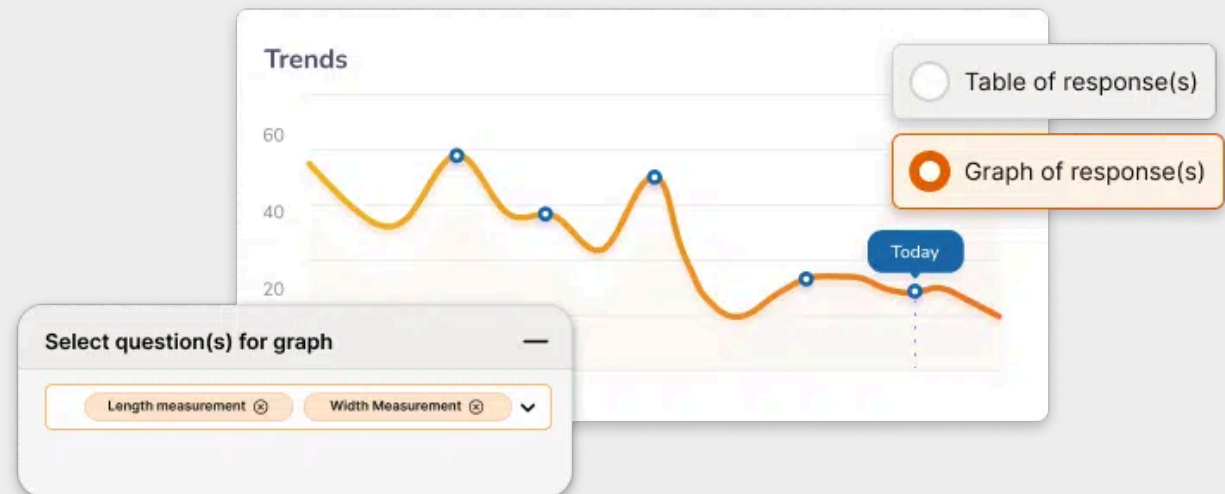 Trends
Table of response(s)
60
Graph of response(s)
40
Today
20
Select question(s) for graph
Length measurement
Width Measurement